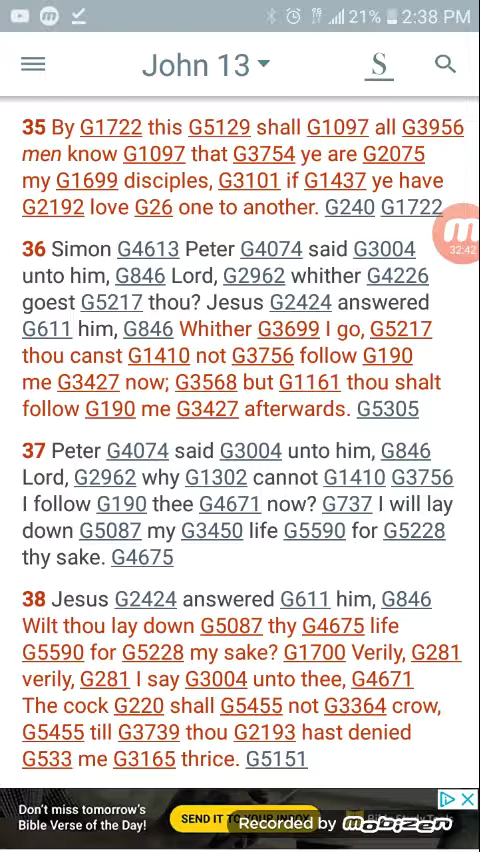 21% 2:38 PM
John 13 S
35 By G1722 this G5129 shall G1097 all G3956
men know G1097 that G3754 ye are G2075
my G1699 disciples, G3101 if G1437 ye have
G2192 love G26 one to another. G240 G1722
32:42
36 Simon G4613 Peter G4074 said G3004
unto him, G846 Lord, G2962 whither G4226
goest G5217 thou? Jesus G2424 answered
G611 him, G846 Whither G3699 I go, G5217
thou canst G1410 not G3756 follow G190
me G3427 now; G3568 but G1161 thou shalt
follow G190 me G3427 afterwards. G5305
37 Peter G4074 said G3004 unto him, G846
Lord, G2962 why G1302 cannot G1410 G3756
I follow G190 thee G4671 now? G737 I will lay
down G5087 my G3450 life G5590 for G5228
thy sake. G4675
38 Jesus G2424 answered G611 him, G846
Wilt thou lay down G5087 thy G4675 life
G5590 for G5228 my sake? G1700 Verily, G281
verily, G281 I say G3004 unto thee, G4671
The cock G220 shall G5455 not G3364 crow,
G5455 till G3739 thou G2193 hast denied
G533 me G3165 thrice. G5151
Don't miss tomorrow's
Bible Verse of the Day!
SEND IT TO YOUR INBOX
Recorded by mobizen